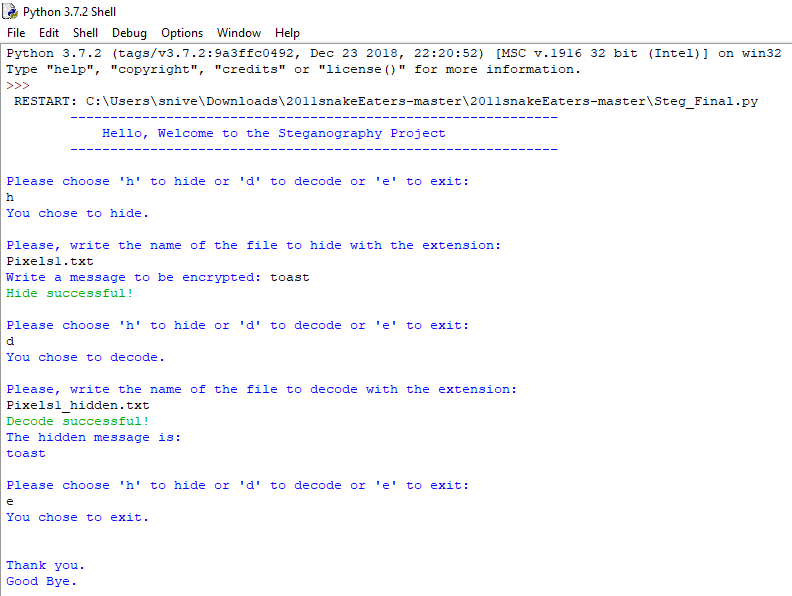 Python 3.7.2 Shell
File Edit Shell Debug Options Window Help
Python 3.7.2 (tags/v3.7.2:9a3ffc0492, Dec 23 2018, 22:20:52) [MSC v.1916 32 bit (Intel)] on win32
Type "help", "copyright", "credits" or "license()" for more information.
>>>
 RESTART: C:\Users\snive\Downloads\2011snakeEaters-master\2011snakeEaters-master\Steg_Final.py
-------------------------------------------------------------
Hello, Welcome to the Steganography Project
-------------------------------------------------------------
Please choose 'h' to hide or 'd' to decode or 'e' to exit:
h
You chose to hide.
Please, write the name of the file to hide with the extension:
Pixels1.txt
Write a message to be encrypted: toast
Hide successful!
Please choose 'h' to hide or 'd' to decode or 'e' to exit:
d
You chose to decode.
Please, write the name of the file to decode with the extension:
Pixels1_hidden.txt
Decode successful!
The hidden message is:
toast
Please choose 'h' to hide or 'd' to decode or 'e' to exit:
e
You chose to exit.
Thank you.
Good Bye.